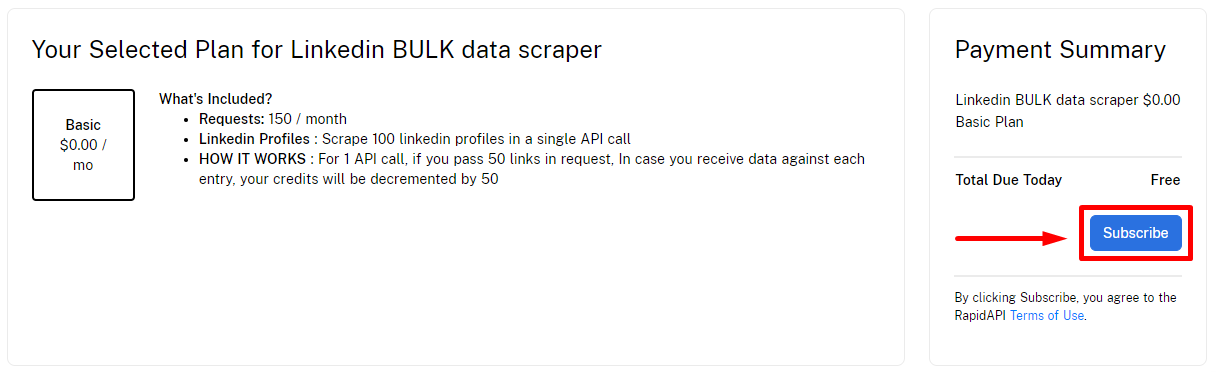 Your Selected Plan for Linkedin BULK data scraper
Basic
$0.00 /
mo
What's Included?
Requests: 150 / month
Linkedin Profiles : Scrape 100 linkedin profiles in a single API call
HOW IT WORKS : For 1 API call, if you pass 50 links in request, In case you receive data against each
entry, your credits will be decremented by 50
Payment Summary
Linkedin BULK data scraper $0.00
Basic Plan
Total Due Today Free
Subscribe
By clicking Subscribe, you agree to the
RapidAPI Terms of Use.